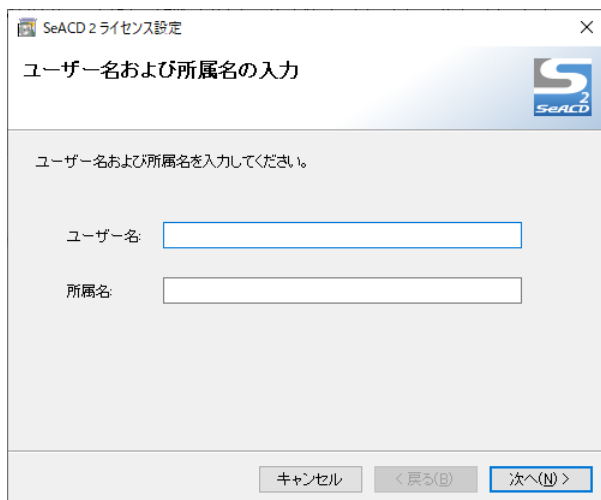 SeACD 2 ライセンス設定
ユーザー名および所属名の入力
S2
SeACD
ユーザー名および所属名を入力してください。
ユーザー名:
所属名:
キャンセル
< 戻る(B)
次へ(N) >